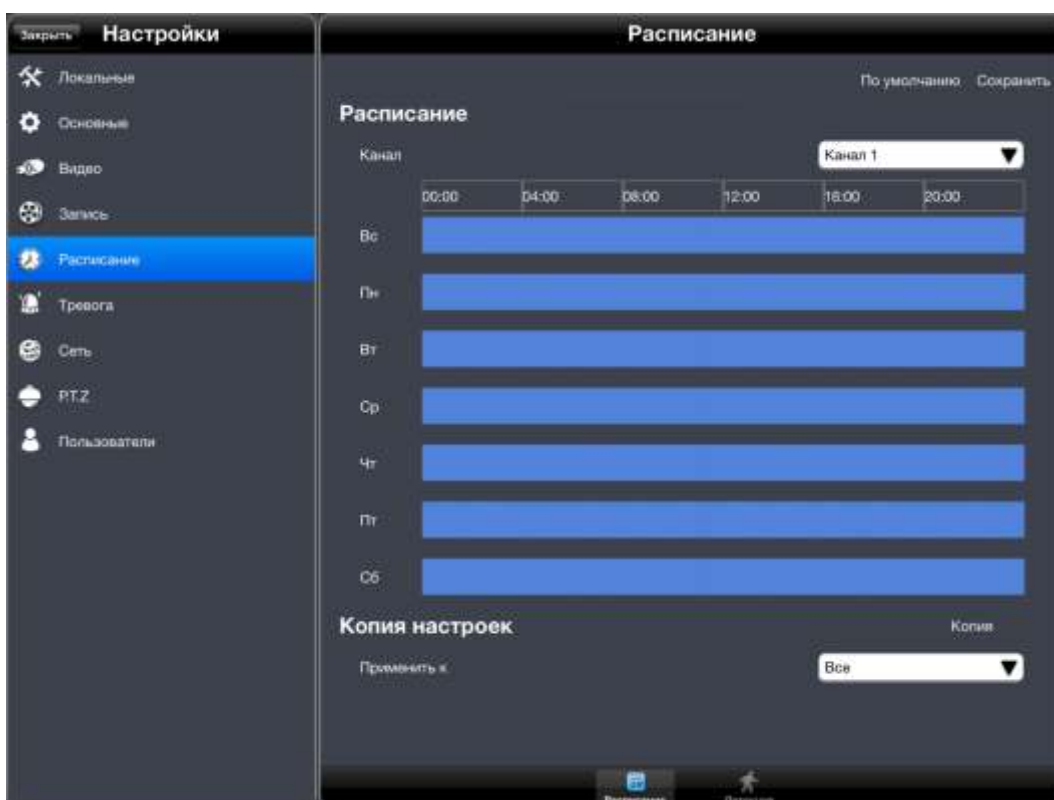 Закрыть Настройки
Расписание
Локальные
Основные
Видео
Запись
Расписание
Тревога
Сеть
P.T.Z
Пользователи
По умолчанию Сохранить
Расписание
Канал Канал 1
00:00 04:00 08:00 12:00 16:00 20:00
Вс
Пн
Вт
Ср
Чт
Пт
Сб
Копия настроек Копия
Применить к Все